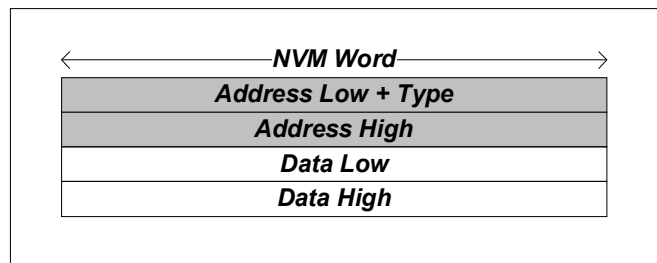 NVM Word
Address Low + Type
Address High
Data Low
Data High